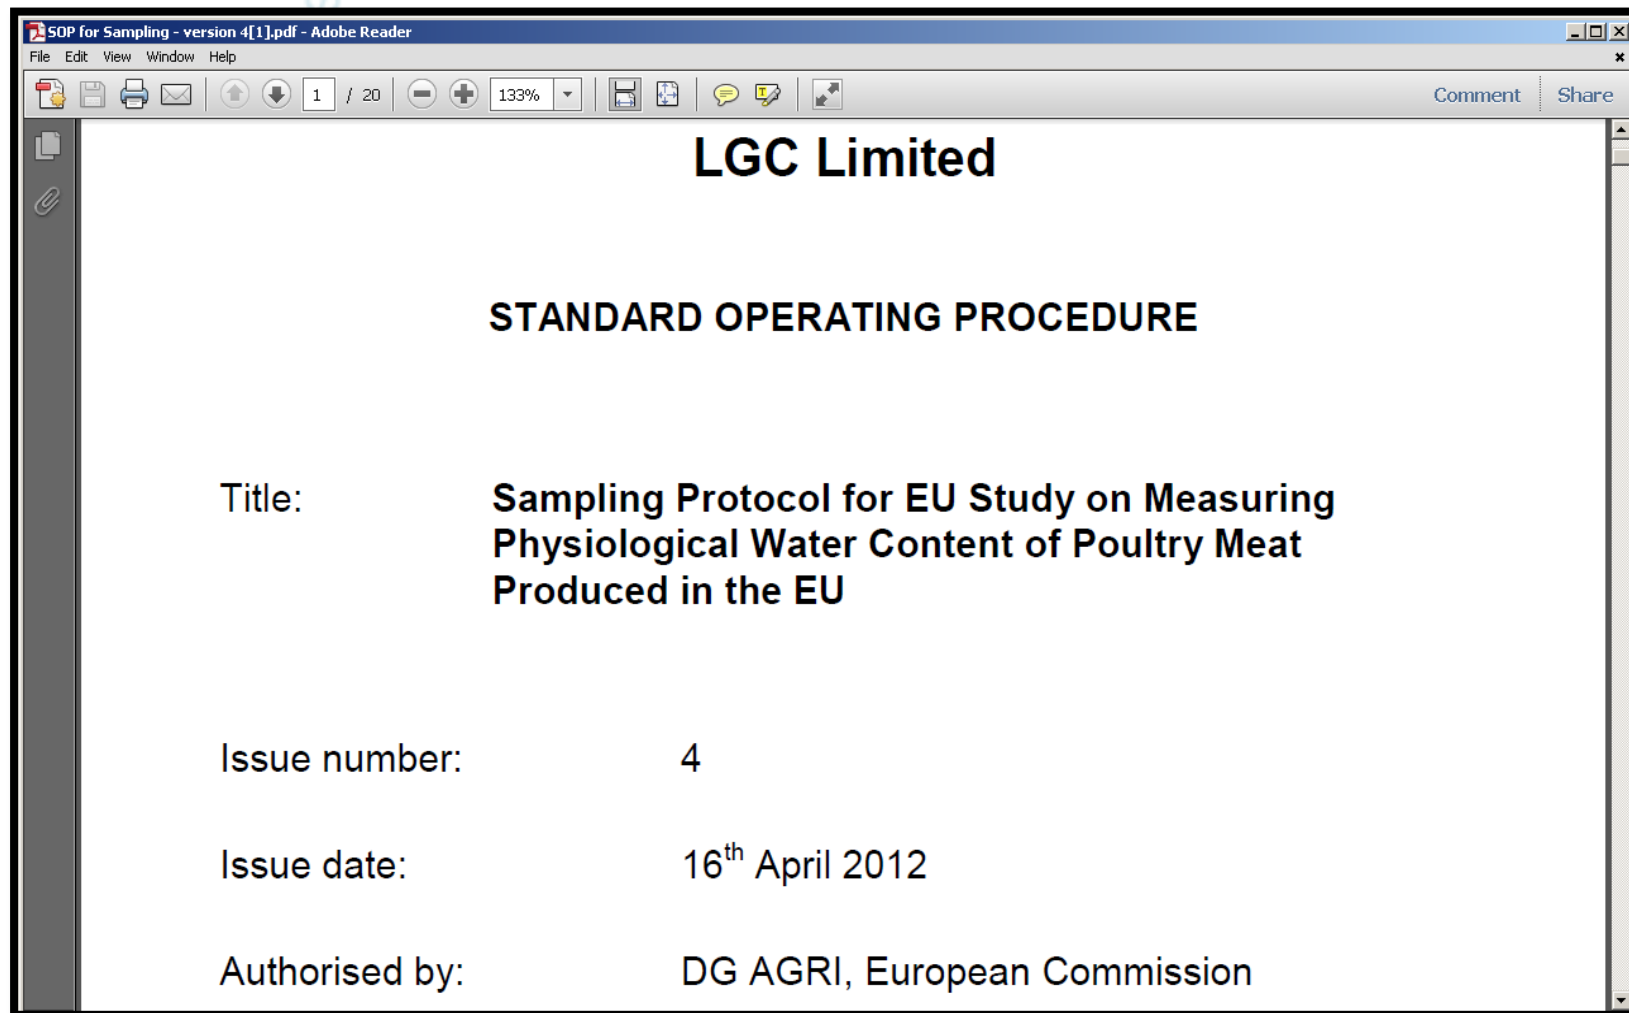 SOP for Sampling - version 4[1].pdf - Adobe Reader
File Edit View Window Help
1 / 20 133% Comment Share
LGC Limited
STANDARD OPERATING PROCEDURE
Title: Sampling Protocol for EU Study on Measuring
Physiological Water Content of Poultry Meat
Produced in the EU
Issue number: 4
Issue date: 16th April 2012
Authorised by: DG AGRI, European Commission